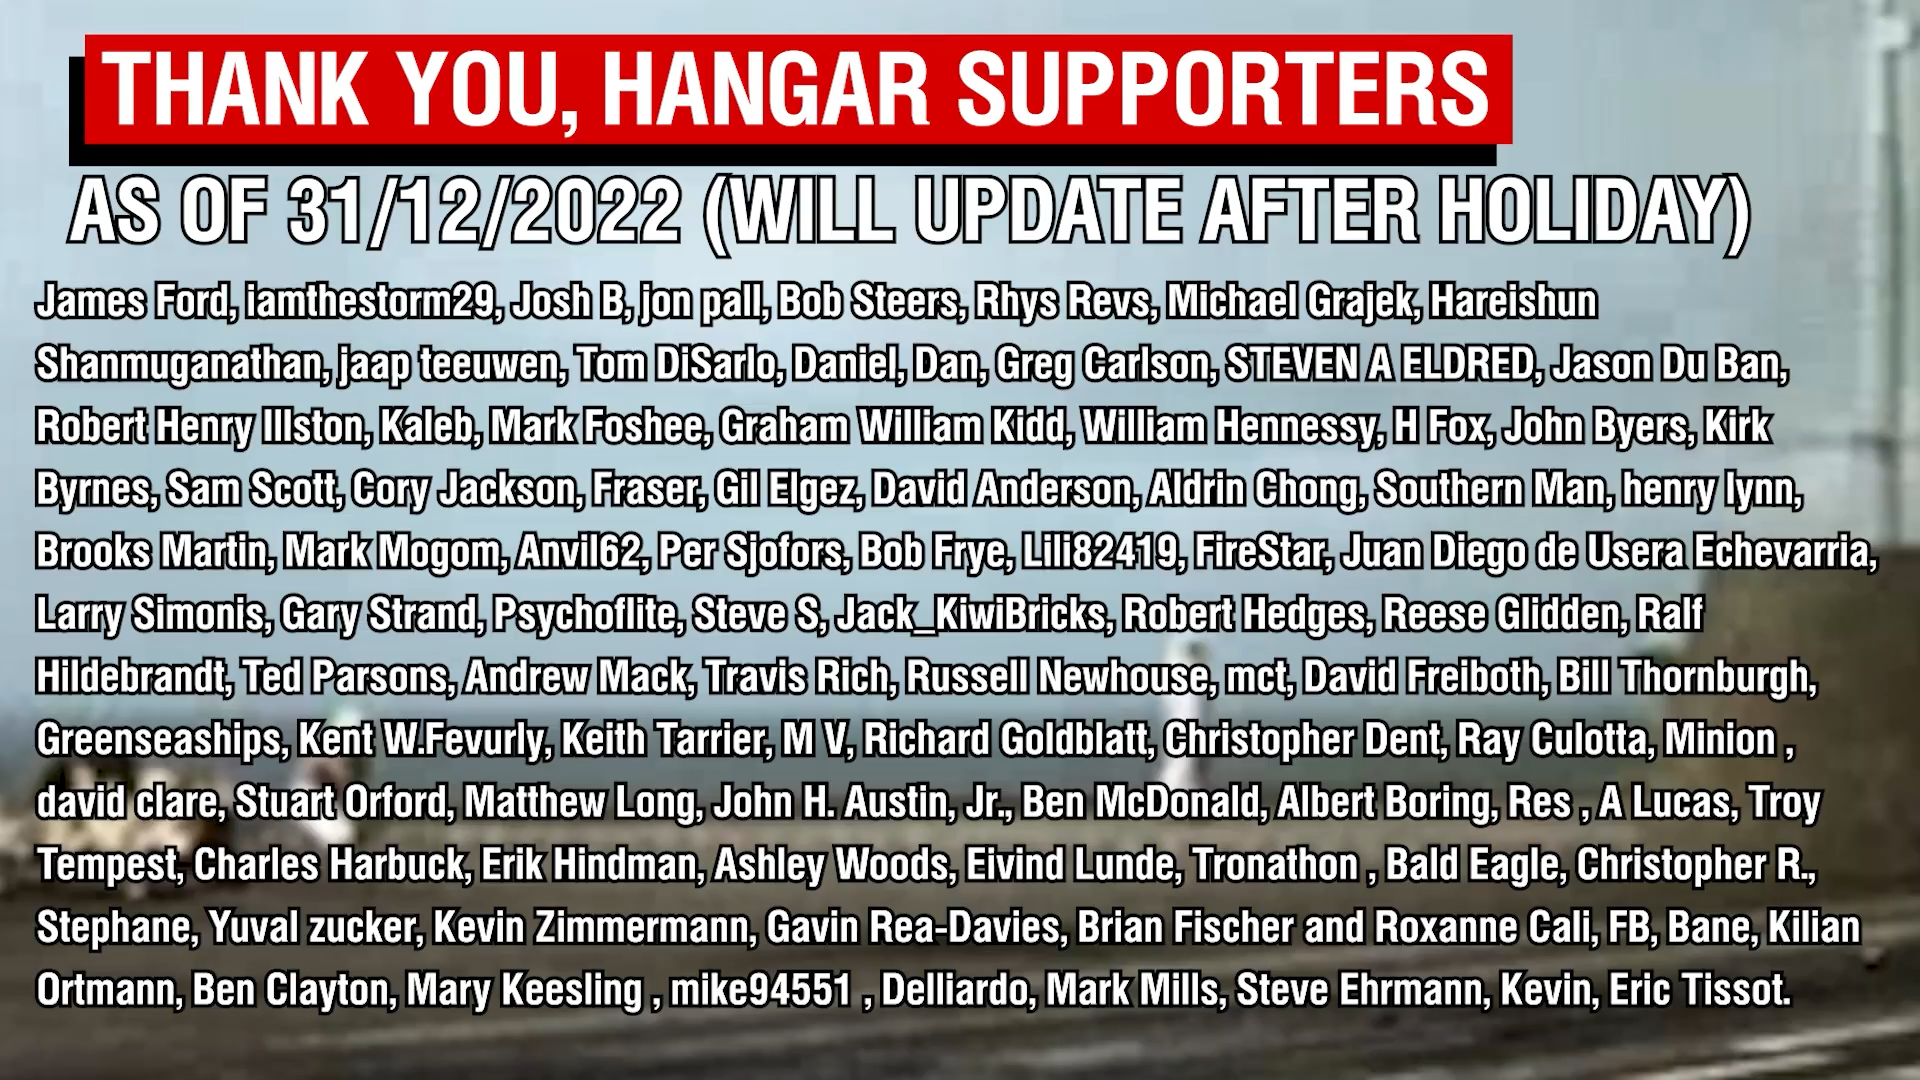 THANK YOU, HANGAR SUPPORTERS
AS OF 31/12/2022 (WILL UPDATE AFTER HOLIDAY)
James Ford, iamthestorm29, Josh B, jon pall, Bob Steers, Rhys Revs, Michael Grajek, Hareishun
Shanmuganathan, jaap teeuwen, Tom DiSarlo, Daniel, Dan, Greg Carlson, STEVEN A ELDRED, Jason Du Ban,
Robert Henry Illston, Kaleb, Mark Foshee, Graham William Kidd, William Hennessy, H Fox, John Byers, Kirk
Byrnes, Sam Scott, Cory Jackson, Fraser, Gil Elgez, David Anderson, Aldrin Chong, Southern Man, henry lynn,
Brooks Martin, Mark Mogom, Anvil62, Per Sjofors, Bob Frye, Lili82419, FireStar, Juan Diego de Usera Echevarria,
Larry Simonis, Gary Strand, Psychoflite, Steve S, Jack_KiwiBricks, Robert Hedges, Reese Glidden, Ralf
Hildebrandt, Ted Parsons, Andrew Mack, Travis Rich, Russell Newhouse, mct, David Freiboth, Bill Thornburgh,
Greenseaships, Kent W.Fevurly, Keith Tarrier, M V, Richard Goldblatt, Christopher Dent, Ray Culotta, Minion ,
david clare, Stuart Orford, Matthew Long, John H. Austin, Jr., Ben McDonald, Albert Boring, Res , A Lucas, Troy
Tempest, Charles Harbuck, Erik Hindman, Ashley Woods, Eivind Lunde, Tronathon , Bald Eagle, Christopher R.,
Stephane, Yuval zucker, Kevin Zimmermann, Gavin Rea-Davies, Brian Fischer and Roxanne Cali, FB, Bane, Kilian
Ortmann, Ben Clayton, Mary Keesling , mike94551 , Delliardo, Mark Mills, Steve Ehrmann, Kevin, Eric Tissot.